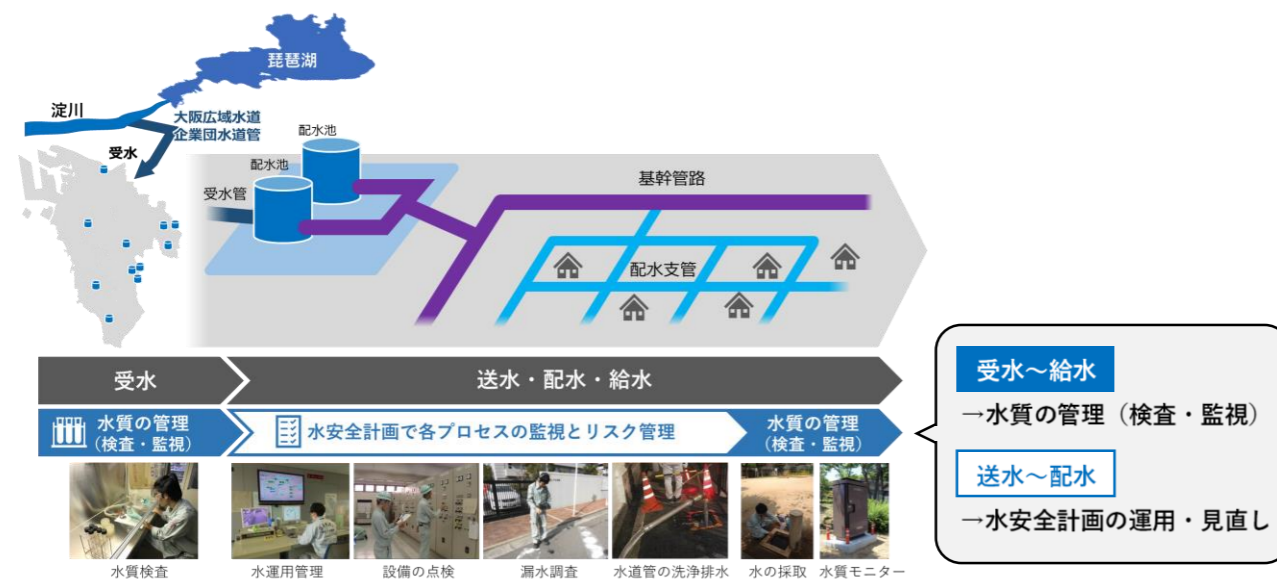 琵琶湖
淀川
大阪広域水道
企業団水道管
受水
配水池
配水池
受水管
基幹管路
配水支管
受水
送水・配水・給水
水質の管理
(検査・監視)
水安全計画で各プロセスの監視とリスク管理
水質の管理
(検査・監視)
受水～給水
→水質の管理（検査・監視）
送水～配水
→水安全計画の運用・見直し
水質検査
水運用管理
設備の点検
漏水調査
水道管の洗浄排水
水の採取
水質モニター